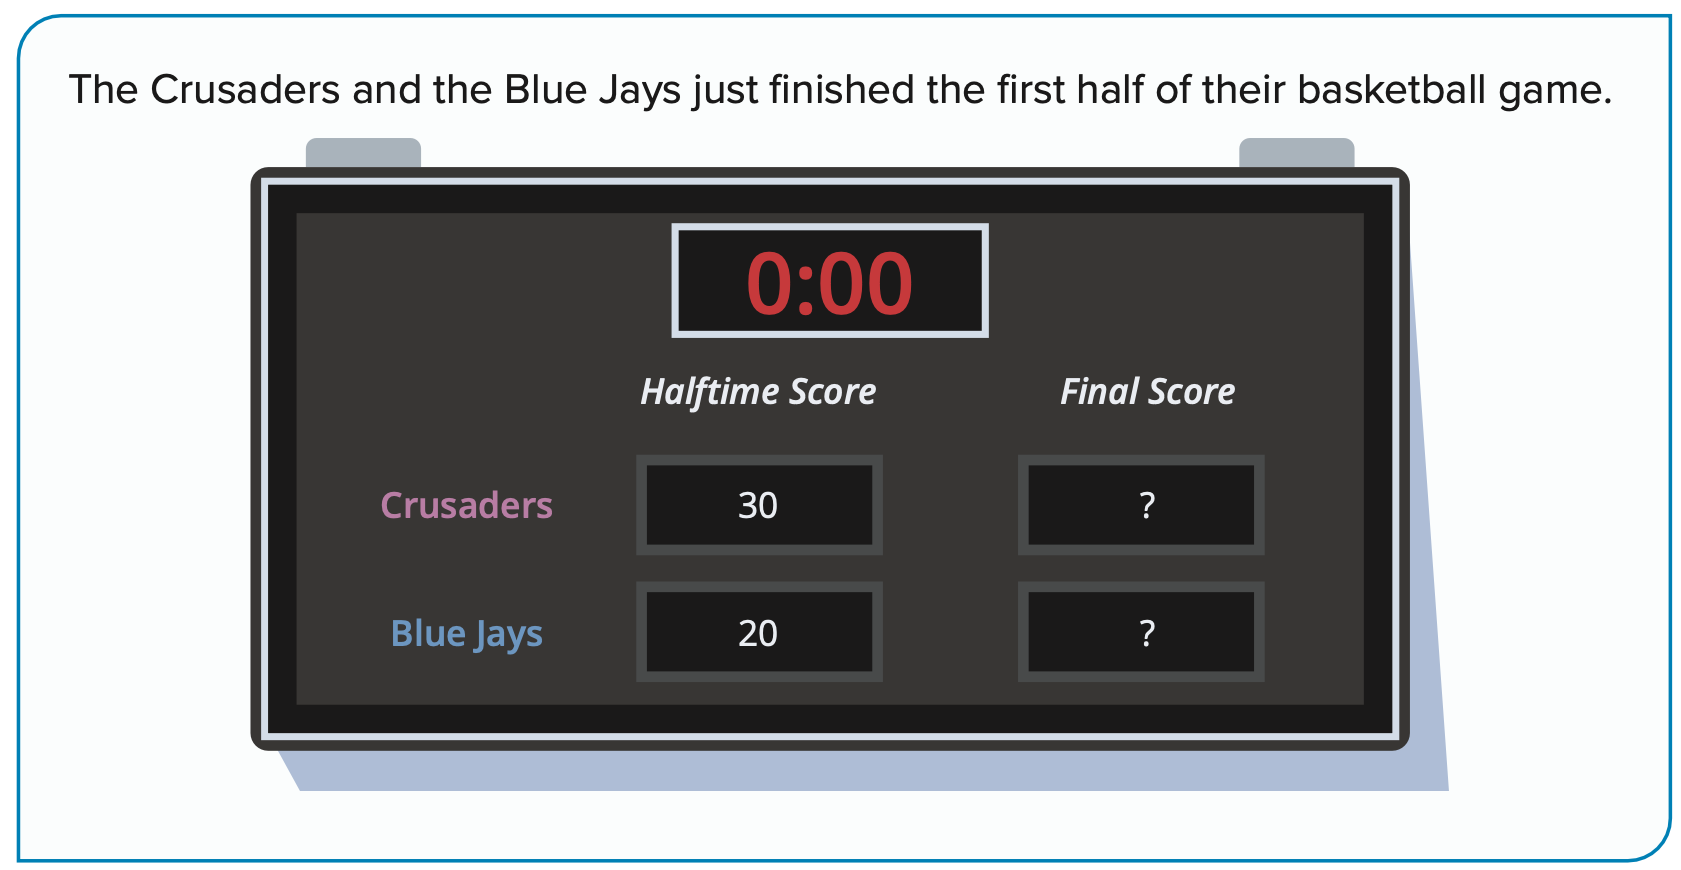 The Crusaders and the Blue Jays just finished the first half of their basketball game.
0:00
Halftime Score Final Score
Crusaders 30 ?
Blue Jays 20 ?